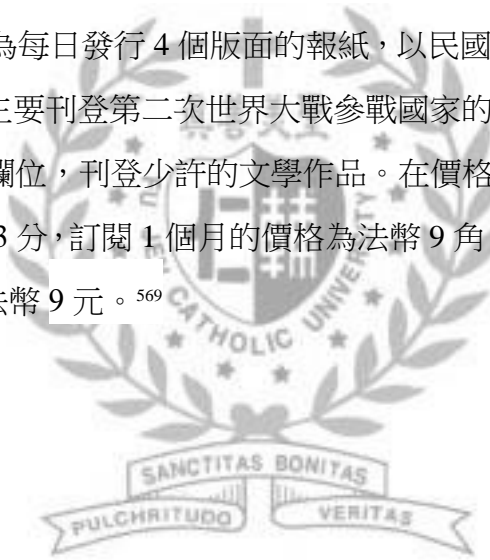 為每日發行 4 個版面的報紙，以民國
主要刊登第二次世界大戰參戰國家的
欄位，刊登少許的文學作品。在價格
3 分，訂閱 1 個月的價格為法幣 9 角
法幣 9 元。569
CATHOLIC UNIVERSITY
SANCTITAS BONITAS
PULCHRITUDO VERITAS